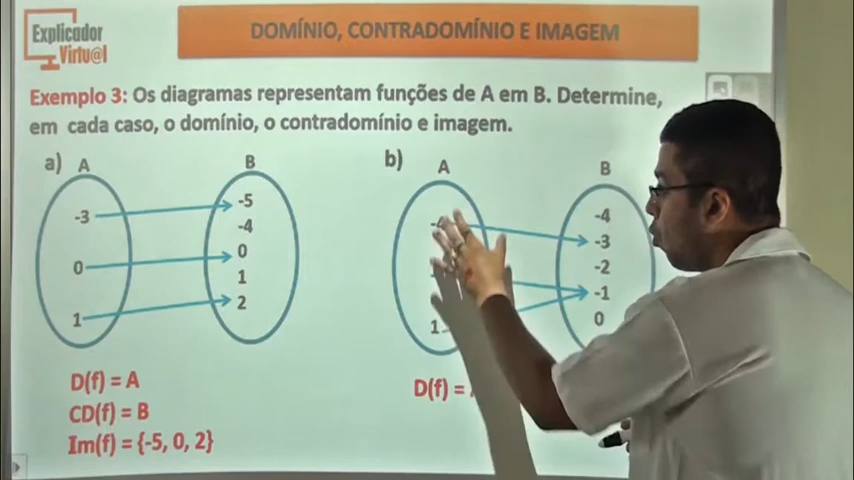 Explicador
Virtu@l
DOMÍNIO, CONTRADOMÍNIO E IMAGEM
Exemplo 3: Os diagramas representam funções de A em B. Determine,
em cada caso, o domínio, o contradomínio e imagem.
a) A B
-3
0
1
-5
-4
0
1
2
D(f) = A
CD(f) = B
Im(f) = {-5, 0, 2}
b) A B
1
-4
-3
-2
-1
0
D(f) =